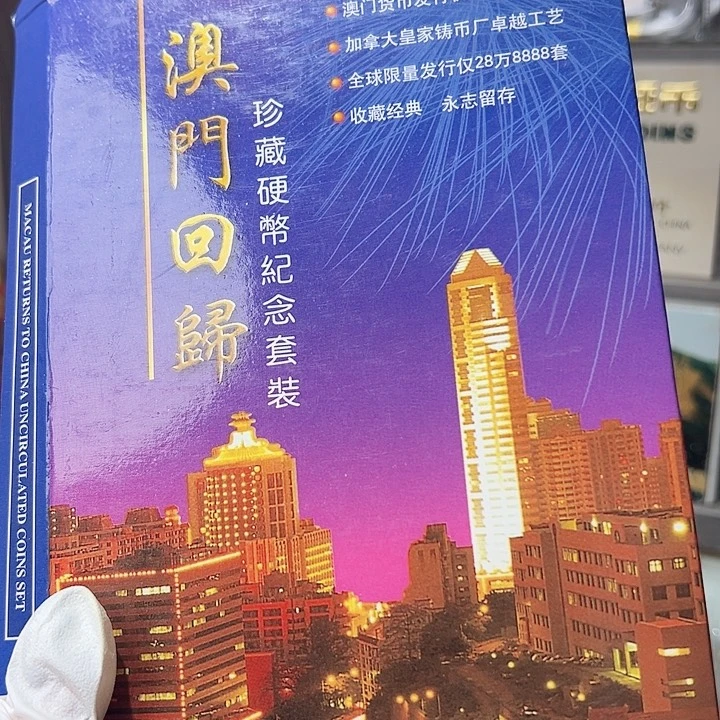 澳門回歸
珍藏硬幣紀念套裝
澳门货币发行
加拿大皇家铸币厂卓越工艺
全球限量发行仅28万8888套
收藏经典 永志留存
MACAU RETURNS TO CHINA UNCIRCULATED COINS SET